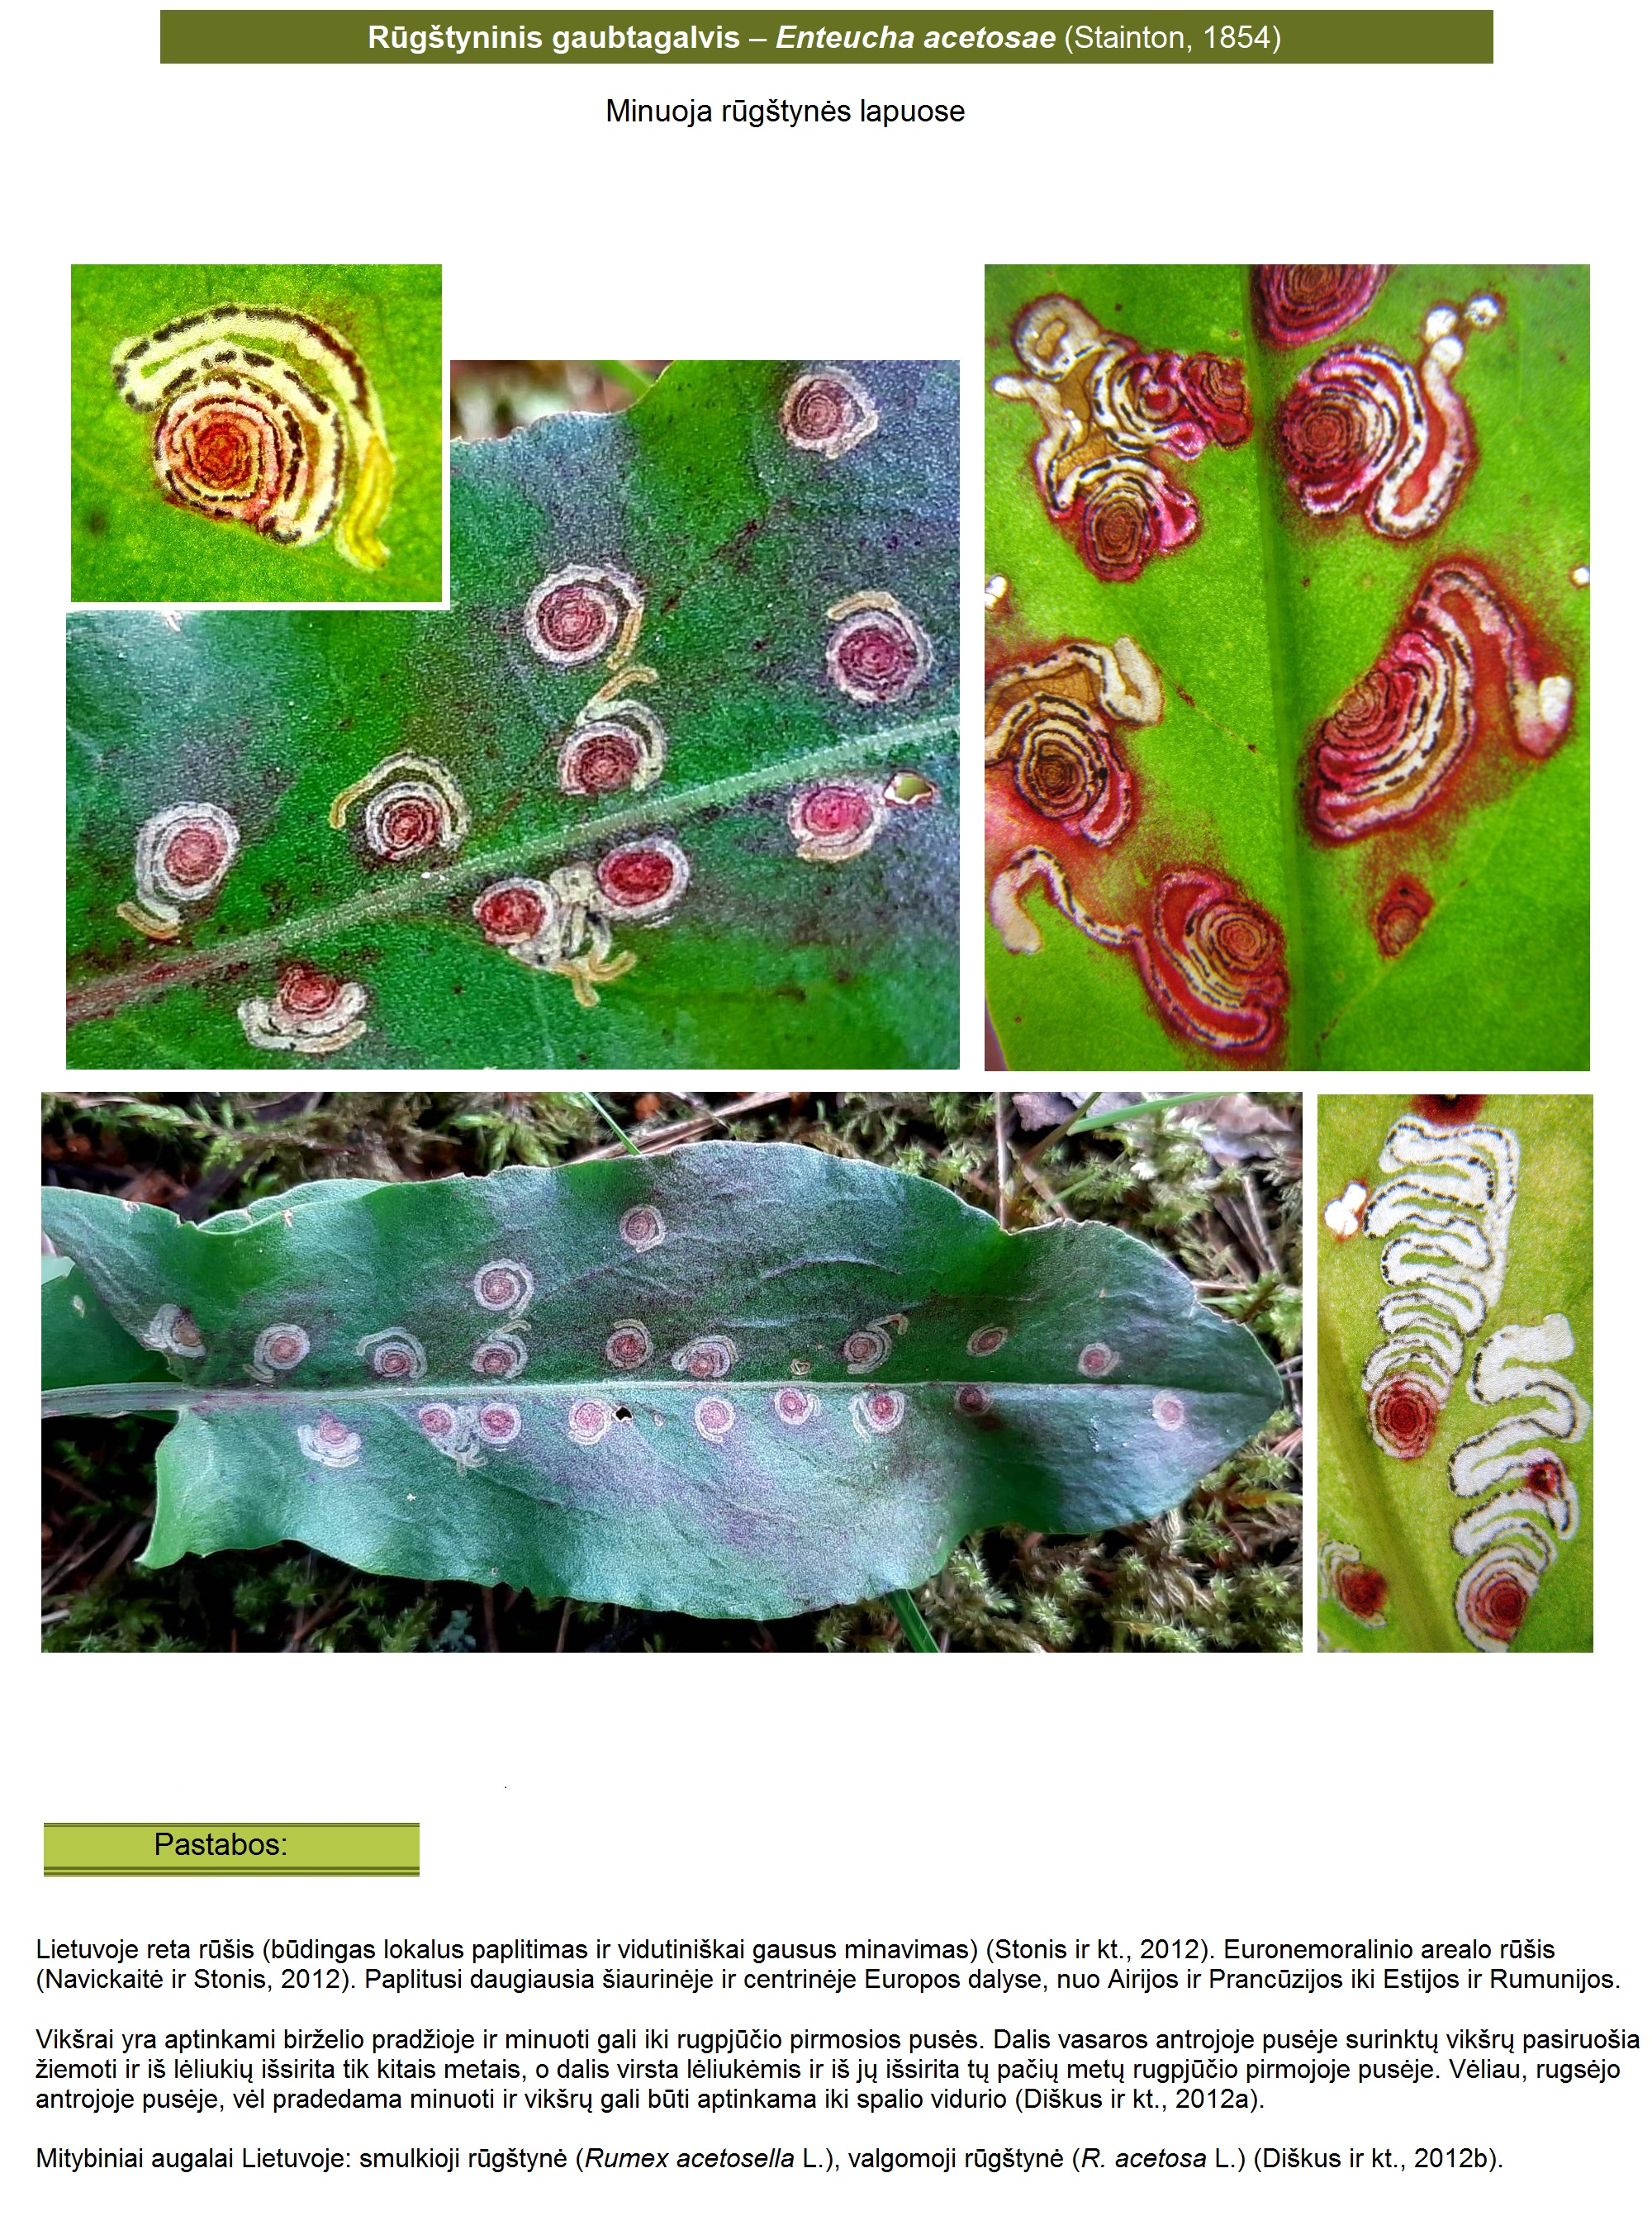 Rūgštyninis gaubtagalvis – Enteucha acetosae (Stainton, 1854)
Minuoja rūgštynės lapuose
Pastabos:
Lietuvoje reta rūšis (būdingas lokalus paplitimas ir vidutiniškai gausus minavimas) (Stonis ir kt., 2012). Euronemoralinio arealo rūšis
(Navickaitė ir Stonis, 2012). Paplitusi daugiausia šiaurinėje ir centrinėje Europos dalyse, nuo Airijos ir Prancūzijos iki Estijos ir Rumunijos.
Vikšrai yra aptinkami birželio pradžioje ir minuoti gali iki rugpjūčio pirmosios pusės. Dalis vasaros antrojoje pusėje surinktų vikšrų pasiruošia
žiemoti ir iš lėliukių išsirita tik kitais metais, o dalis virsta lėliukėmis ir iš jų išsirita tų pačių metų rugpjūčio pirmojoje pusėje. Vėliau, rugsėjo
antrojoje pusėje, vėl pradedama minuoti ir vikšrų gali būti aptinkama iki spalio vidurio (Diškus ir kt., 2012a).
Mitybiniai augalai Lietuvoje: smulkioji rūgštynė (Rumex acetosella L.), valgomoji rūgštynė (R. acetosa L.) (Diškus ir kt., 2012b).